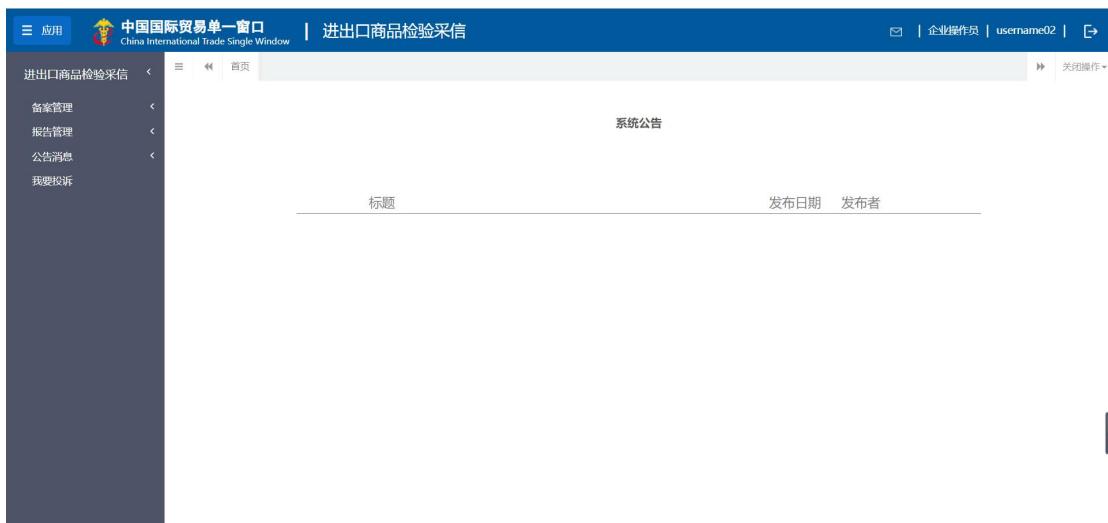 应用
中国国际贸易单一窗口
China International Trade Single Window
进出口商品检验采信
企业操作员 | username02 |
进出口商品检验采信
首页
关闭操作
备案管理
报告管理
公告消息
我要投诉
系统公告
标题 发布日期 发布者